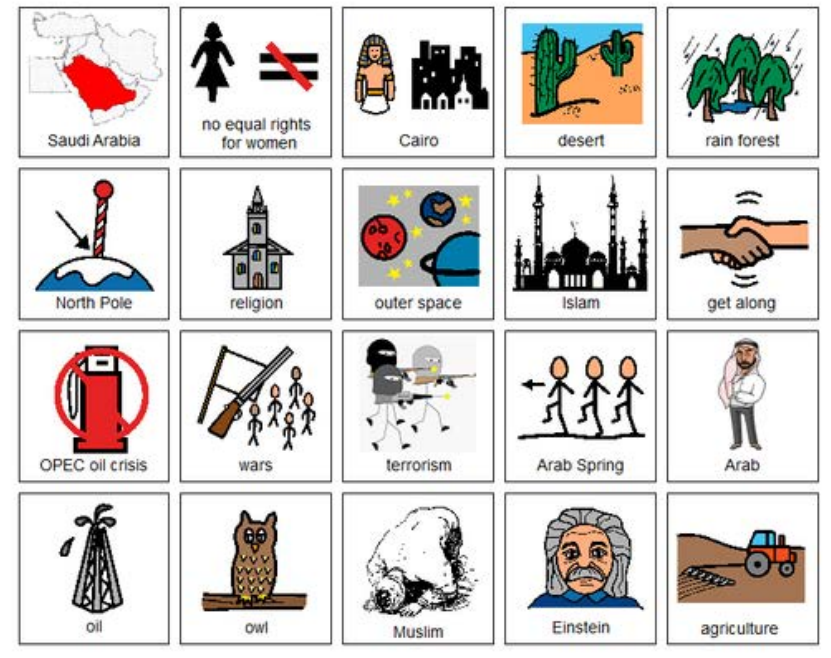 Saudi Arabia
no equal rights
for women
Cairo
desert
rain forest
North Pole
religion
outer space
Islam
get along
OPEC oil crisis
wars
terrorism
Arab Spring
Arab
oil
owl
Muslim
Einstein
agriculture